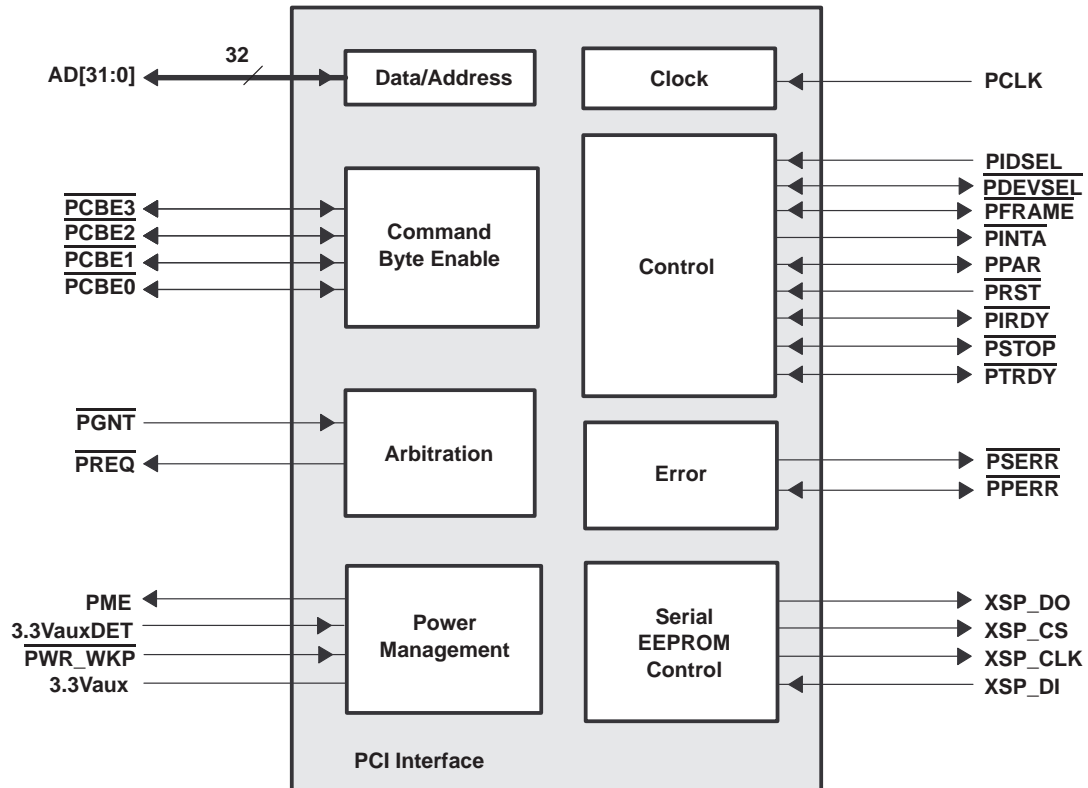 32
AD[31:0]
Data/Address
Clock
PCLK
PCBE3
PCBE2
PCBE1
PCBE0
Command
Byte Enable
Control
PIDSEL
PDEVSEL
PFRAME
PINTA
PPAR
PRST
PIRDY
PSTOP
PTRDY
PGNT
PREQ
Arbitration
Error
PSERR
PPERR
PME
3.3VauxDET
PWR_WKP
3.3Vaux
Power
Management
Serial
EEPROM
Control
XSP_DO
XSP_CS
XSP_CLK
XSP_DI
PCI Interface